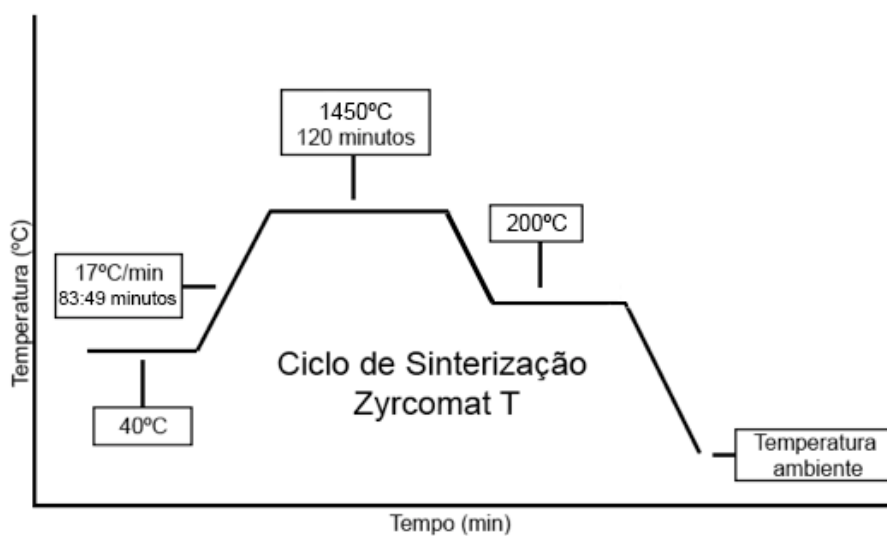 1450ºC
120 minutos
200ºC
17ºC/min
83:49 minutos
Temperatura (ºC)
Ciclo de Sinterização
Zyrcomat T
40ºC
Temperatura
ambiente
Tempo (min)